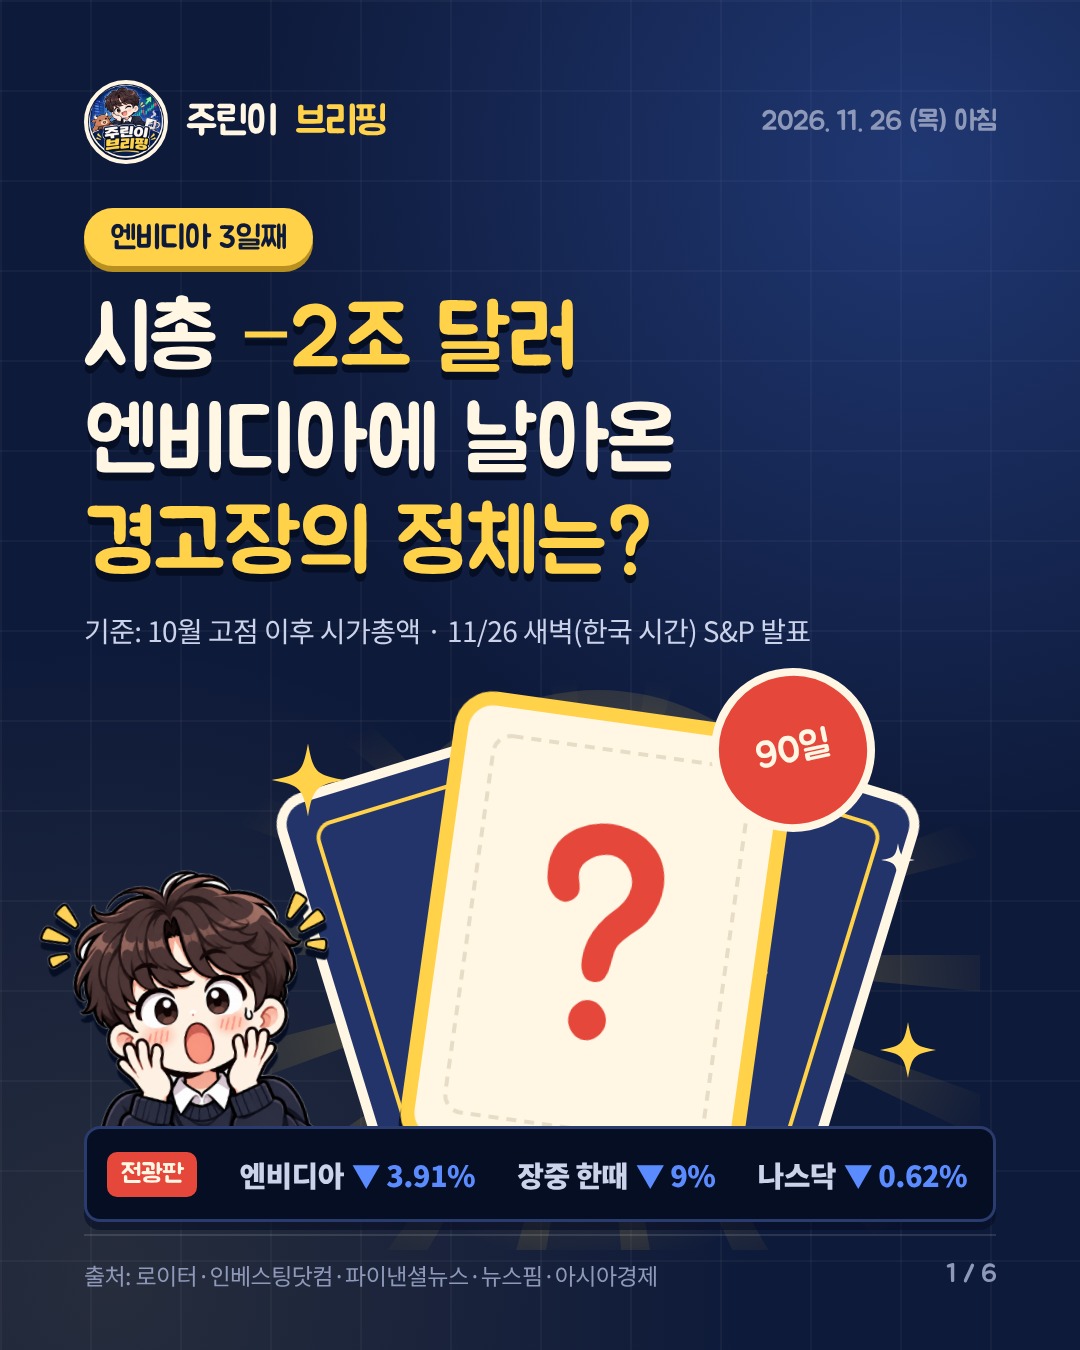 주린이 브리핑
주린이 브리핑
2026. 11. 26 (목) 아침
엔비디아 3일째
시총 −2조 달러
엔비디아에 날아온
경고장의 정체는?
기준: 10월 고점 이후 시가총액 · 11/26 새벽(한국 시간) S&P 발표
90일
?
전광판 엔비디아 ▼ 3.91% 장중 한때 ▼ 9% 나스닥 ▼ 0.62%
출처: 로이터·인베스팅닷컴·파이낸셜뉴스·뉴스핌·아시아경제
1 / 6